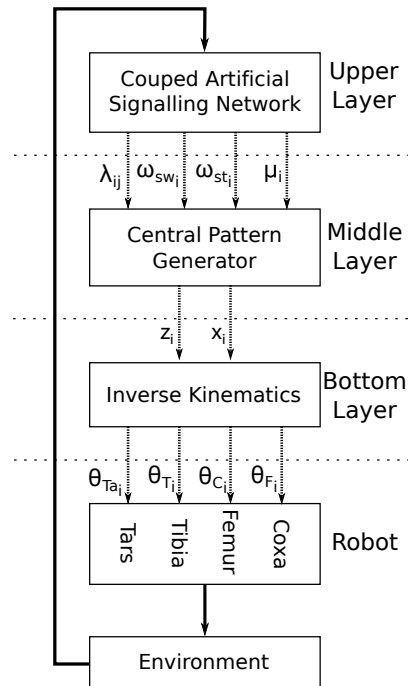 Couped Artificial
Signalling Network
Upper
Layer
λij ωswi ωsti μi
Central Pattern
Generator
Middle
Layer
zi xi
Inverse Kinematics
Bottom
Layer
θTai θTi θCi θFi
Tars
Tibia
Femur
Coxa
Robot
Environment